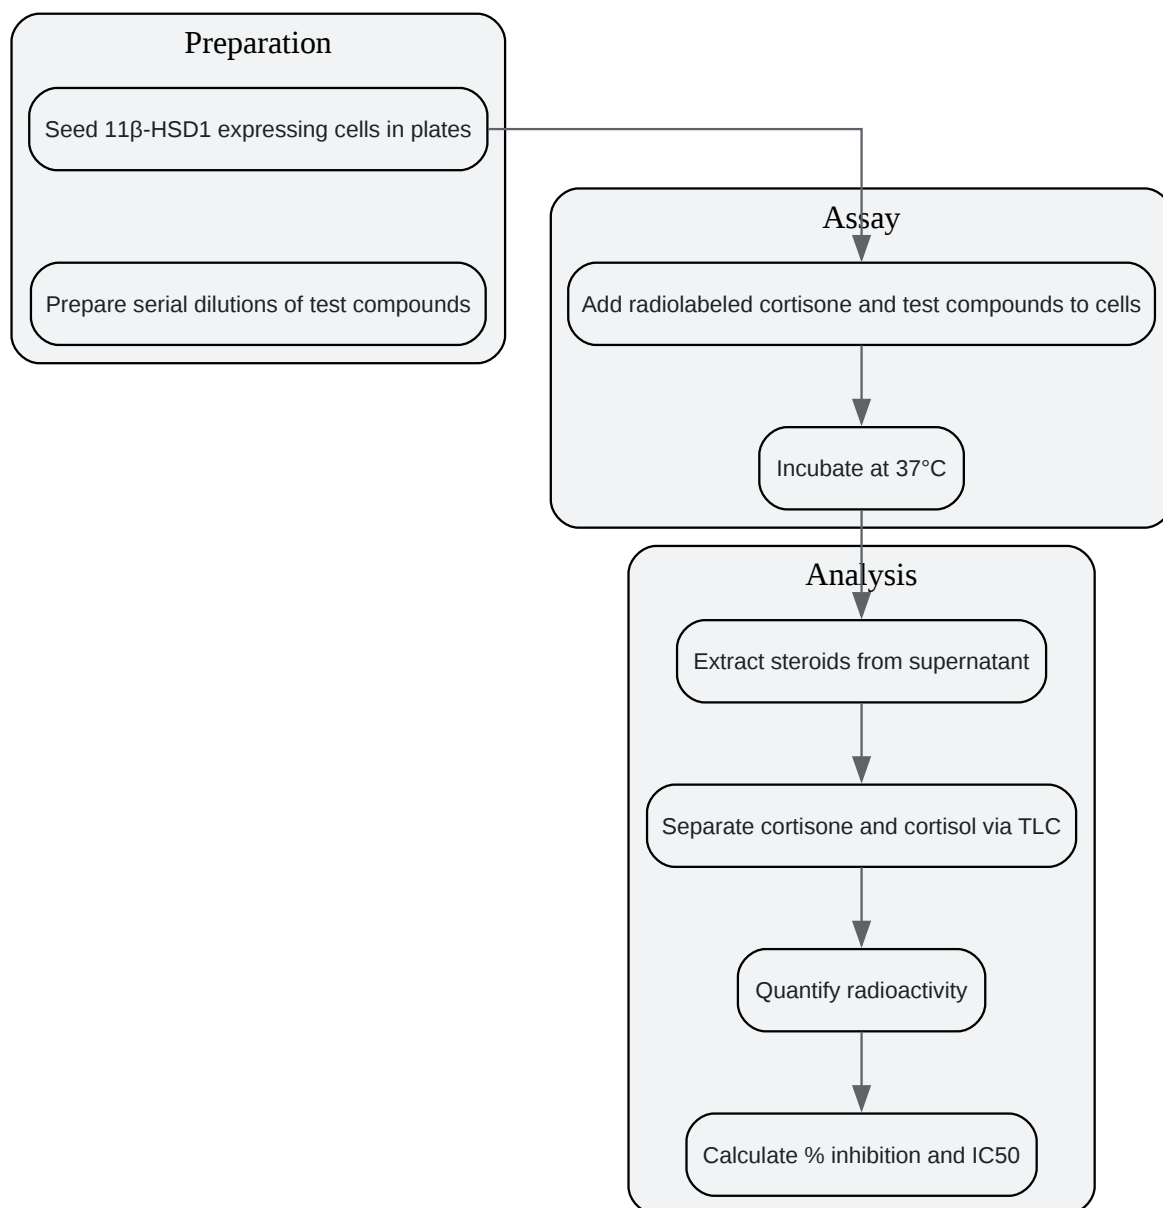 Preparation
Seed 11β-HSD1 expressing cells in plates
Prepare serial dilutions of test compounds
Assay
Add radiolabeled cortisone and test compounds to cells
Incubate at 37°C
Analysis
Extract steroids from supernatant
Separate cortisone and cortisol via TLC
Quantify radioactivity
Calculate % inhibition and IC50